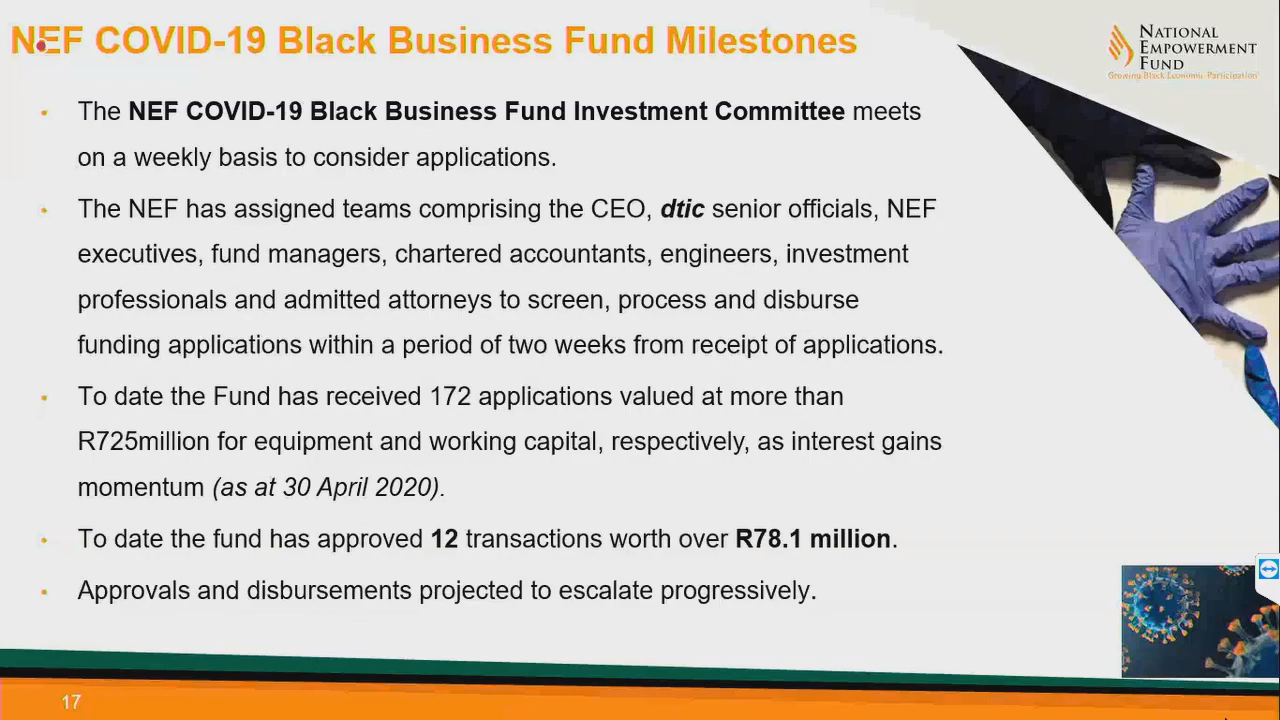 NEF COVID-19 Black Business Fund Milestones
NATIONAL
EMPOWERMENT
FUND
Growing Black Economic Participation
• The NEF COVID-19 Black Business Fund Investment Committee meets
on a weekly basis to consider applications.
• The NEF has assigned teams comprising the CEO, dtic senior officials, NEF
executives, fund managers, chartered accountants, engineers, investment
professionals and admitted attorneys to screen, process and disburse
funding applications within a period of two weeks from receipt of applications.
• To date the Fund has received 172 applications valued at more than
R725million for equipment and working capital, respectively, as interest gains
momentum (as at 30 April 2020).
• To date the fund has approved 12 transactions worth over R78.1 million.
• Approvals and disbursements projected to escalate progressively.
17